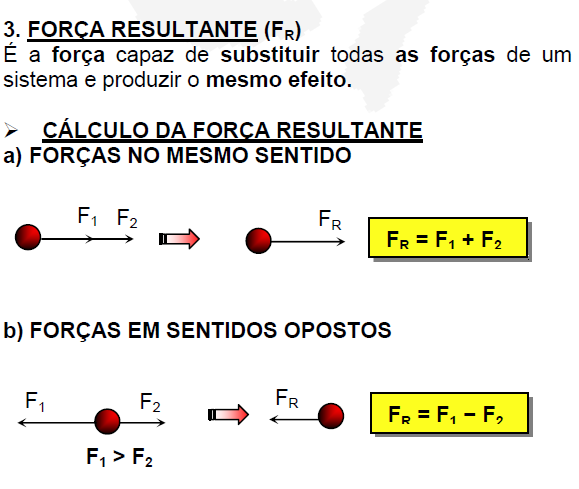 3. FORÇA RESULTANTE (FR)
É a força capaz de substituir todas as forças de um
sistema e produzir o mesmo efeito.
➢ CÁLCULO DA FORÇA RESULTANTE
a) FORÇAS NO MESMO SENTIDO
F1 F2 FR
FR = F1 + F2
b) FORÇAS EM SENTIDOS OPOSTOS
F1 F2 FR
FR = F1 − F2
F1 > F2